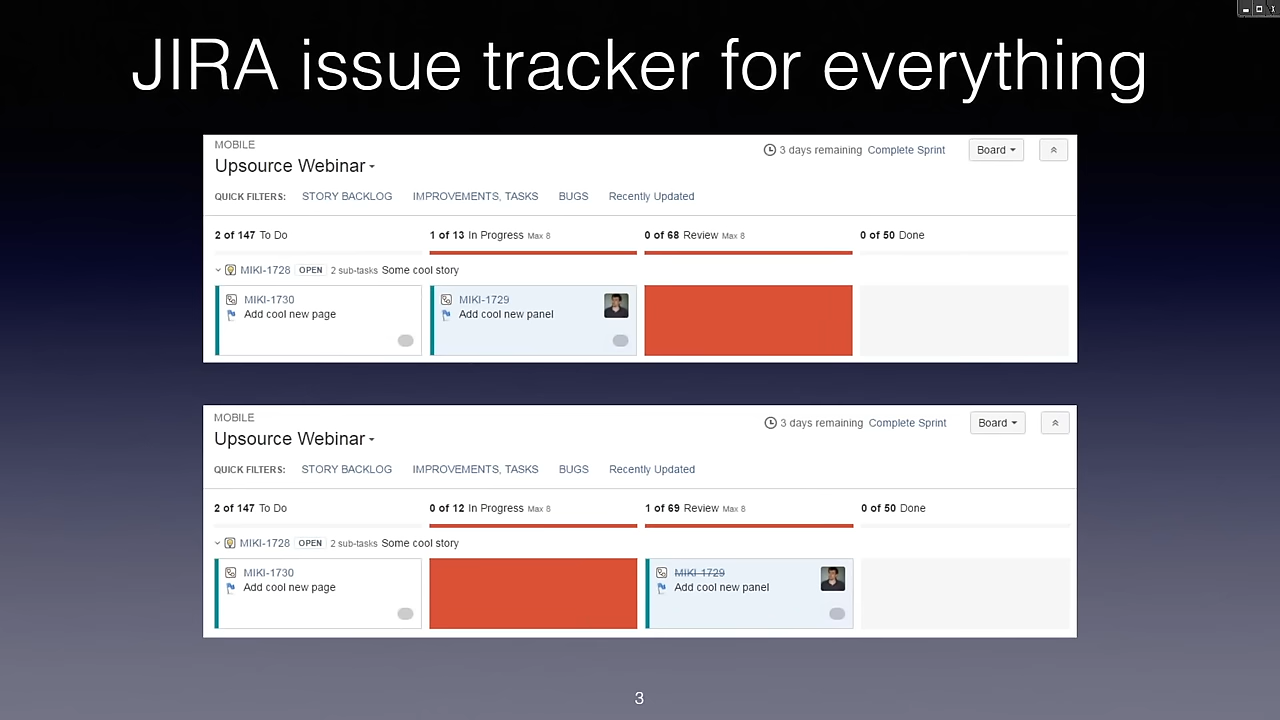 JIRA issue tracker for everything
MOBILE
Upsource Webinar
3 days remaining Complete Sprint Board
QUICK FILTERS: STORY BACKLOG IMPROVEMENTS, TASKS BUGS Recently Updated
2 of 147 To Do 1 of 13 In Progress Max 8 0 of 68 Review Max 8 0 of 50 Done
MIKI-1728 OPEN 2 sub-tasks Some cool story
MIKI-1730 MIKI-1729
Add cool new page Add cool new panel
MOBILE
Upsource Webinar
3 days remaining Complete Sprint Board
QUICK FILTERS: STORY BACKLOG IMPROVEMENTS, TASKS BUGS Recently Updated
2 of 147 To Do 0 of 12 In Progress Max 8 1 of 69 Review Max 8 0 of 50 Done
MIKI-1728 OPEN 2 sub-tasks Some cool story
MIKI-1730 MIKI-1729
Add cool new page Add cool new panel
3